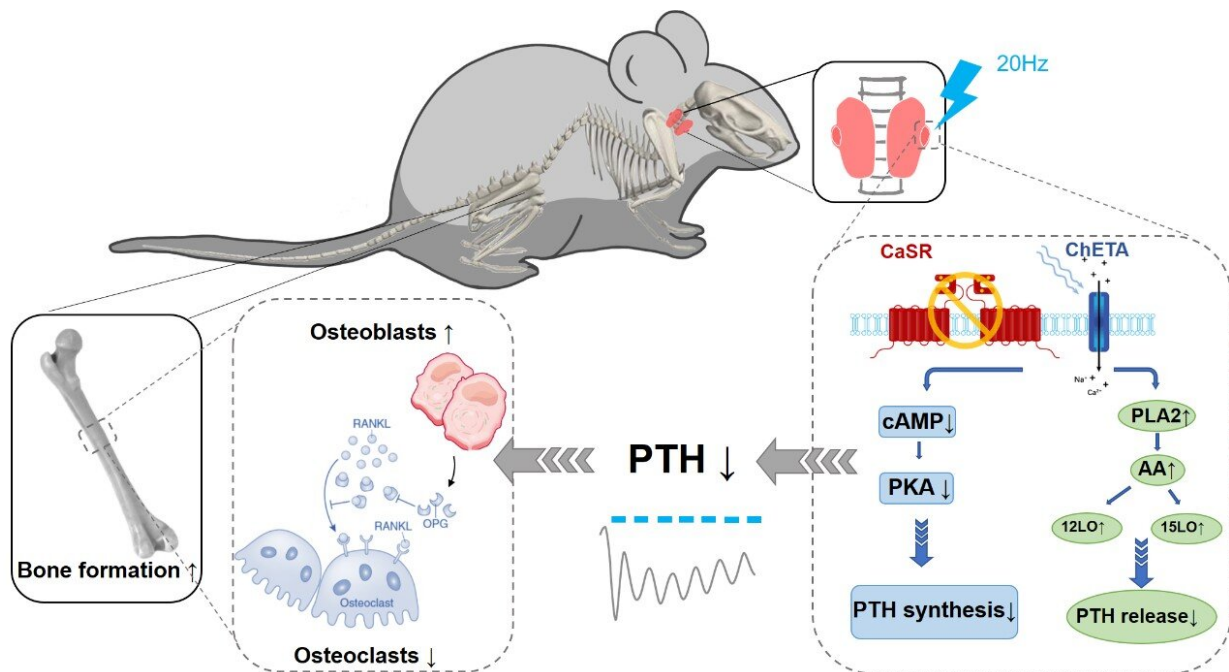 20Hz
CaSR
ChETA
+ +
+ +
+ +
Na⁺ +
Ca²⁺ +
cAMP↓
PKA ↓
PTH synthesis↓
PLA2↑
AA↑
12LO↑
15LO↑
PTH release↓
PTH ↓
Osteoblasts ↑
RANKL
OPG
RANKL
Osteoclast
Osteoclasts ↓
Bone formation ↑